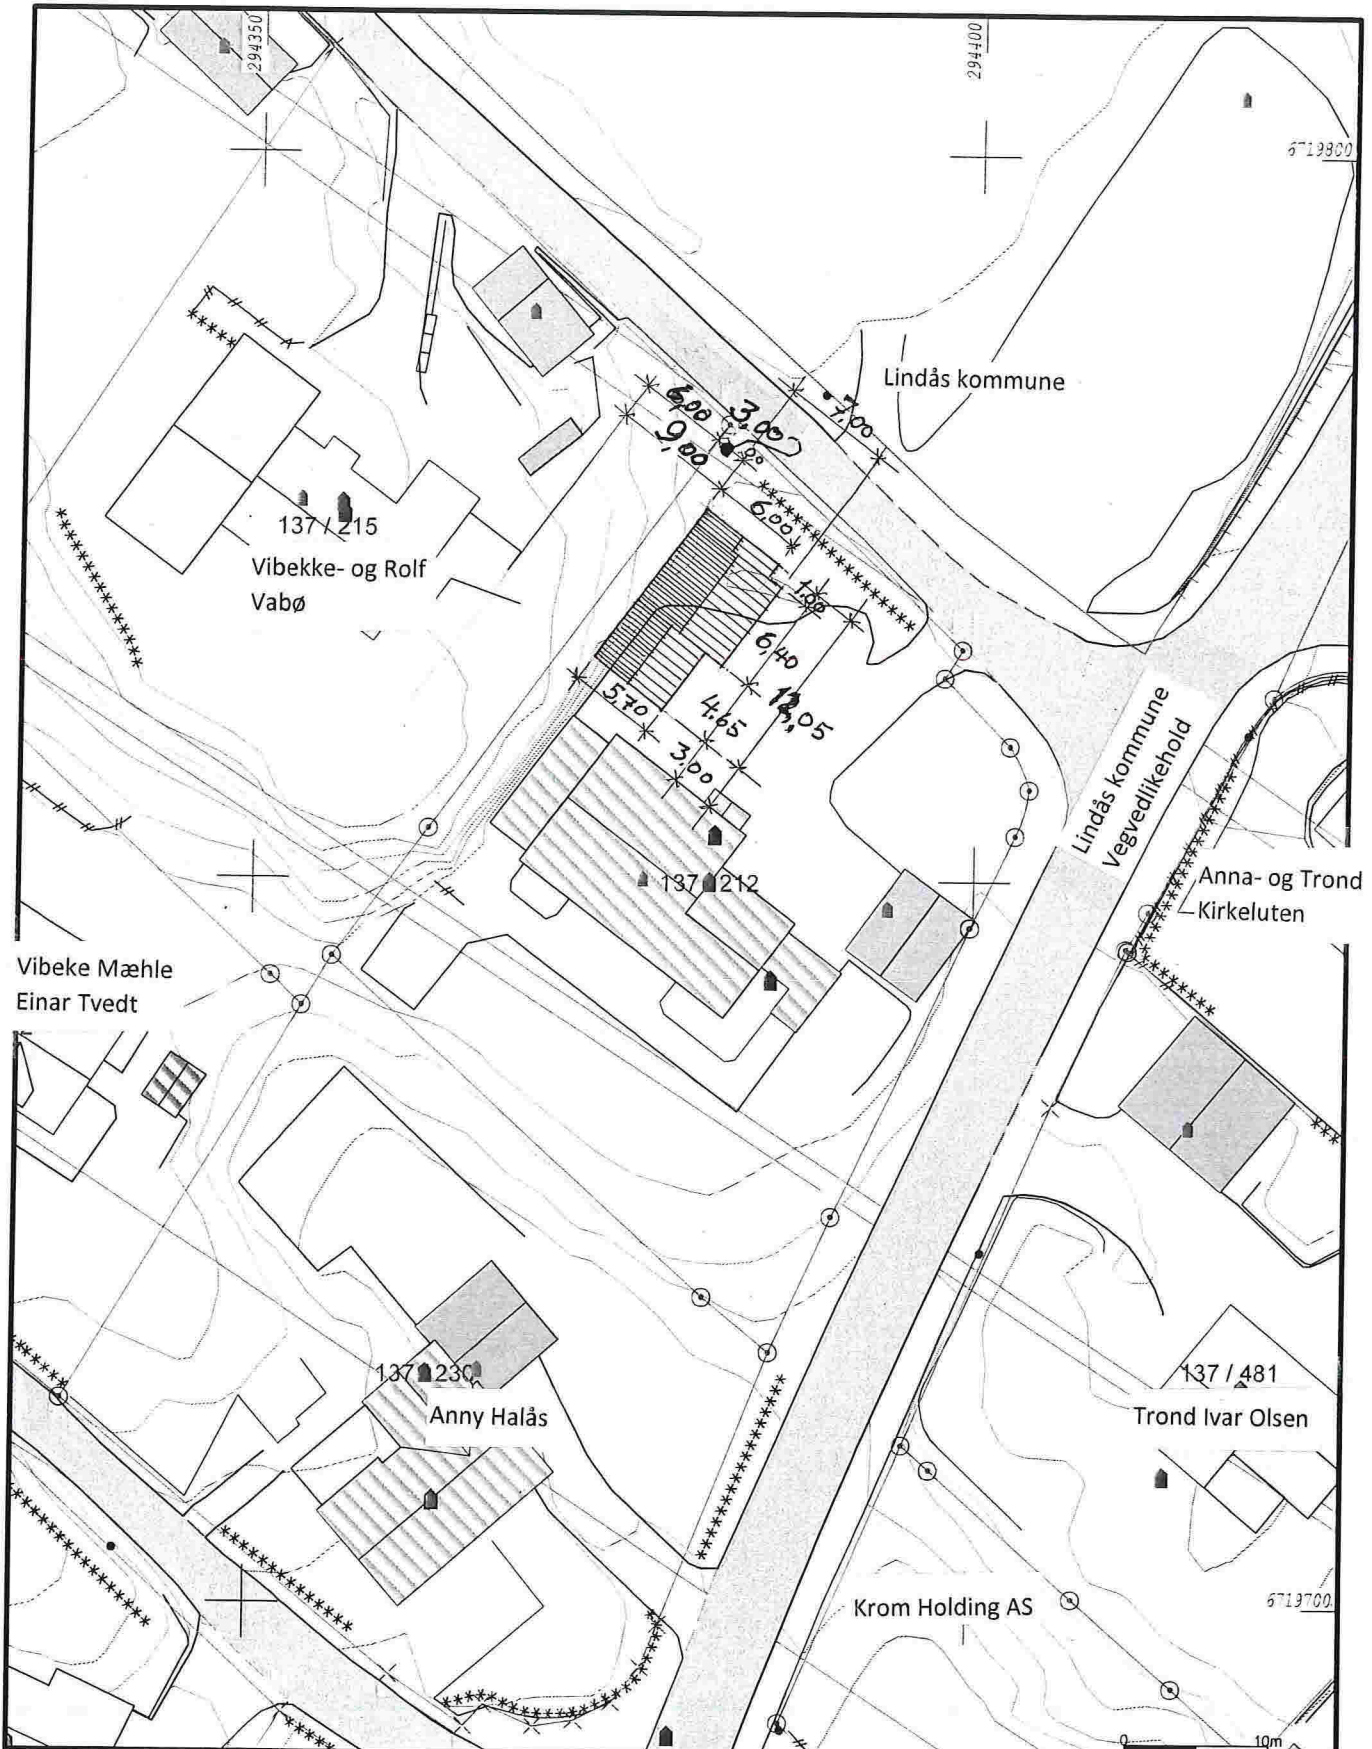 294350
294400
6719800
Lindås kommune
6,00
3,00
7,00
9,00
6,00
137 / 215
Vibekke- og Rolf
Vabø
1.00
6,40
5,70
4.65
12,05
3,00
Lindås kommune
Vegvedlikehold
137 212
Anna- og Trond
Kirkeluten
Vibeke Mæhle
Einar Tvedt
137 230
Anny Halås
137 / 481
Trond Ivar Olsen
Krom Holding AS
6719700
0 10m